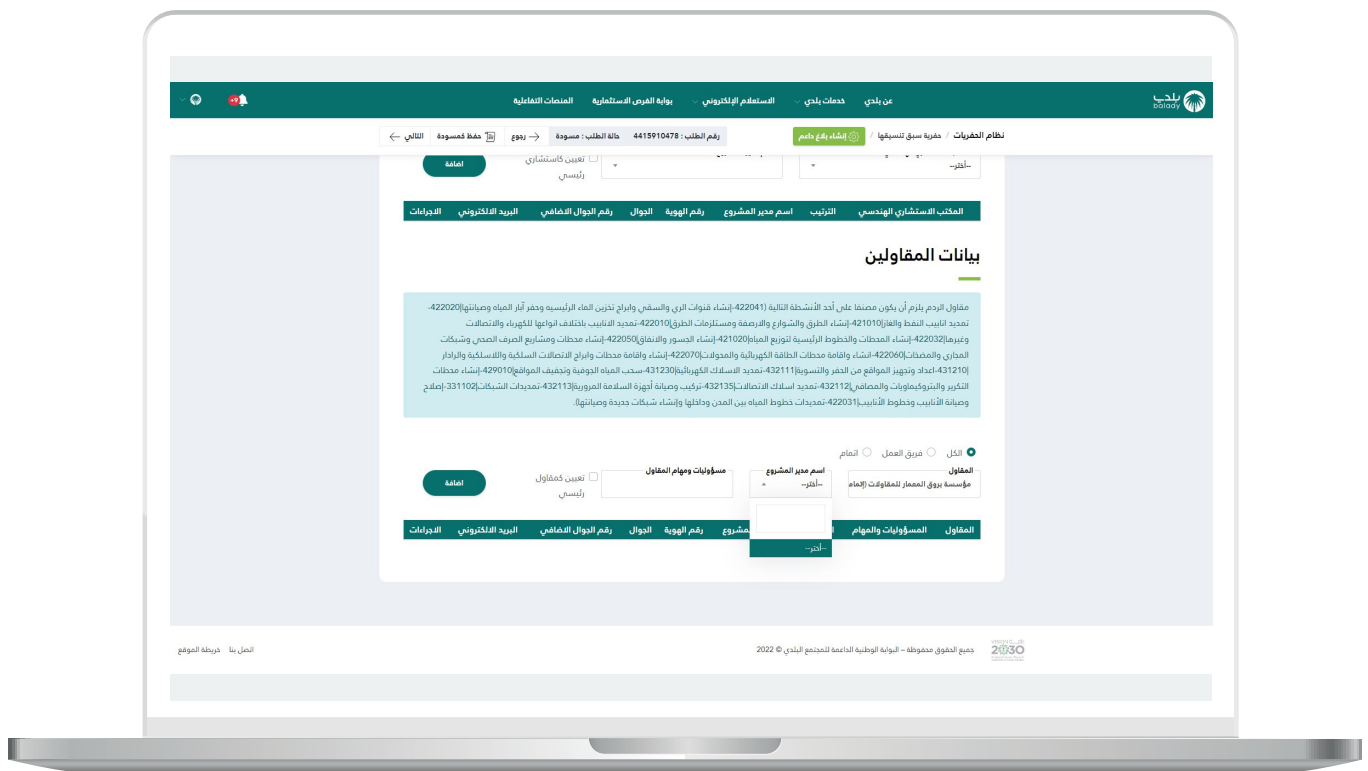 بلدي
balady
عن بلدي
خدمات بلدي
الاستعلام الإلكتروني
بوابة الفرص الاستثمارية
المنصات التفاعلية
+9
نظام الحفريات / حفرية سبق تنسيقها /
إنشاء بلاغ داعم
رقم الطلب : 4415910478
حالة الطلب : مسودة
رجوع
حفظ كمسودة
التالي
--أختر--
تعيين كاستشاري
رئيسي
اضافة
المكتب الاستشاري الهندسي الترتيب اسم مدير المشروع رقم الهوية الجوال رقم الجوال الاضافي البريد الالكتروني الاجراءات
بيانات المقاولين
مقاول الردم يلزم أن يكون مصنفا على أحد الأنشطة التالية (422041-إنشاء قنوات الري والسقي وابراج تخزين الماء الرئيسيه وحفر آبار المياه وصيانتها|422020-
تمديد انابيب النفط والغاز|421010-إنشاء الطرق والشوارع والارصفة ومستلزمات الطرق|422010-تمديد الانابيب باختلاف انواعها للكهرباء والاتصالات
وغيرها|422032-إنشاء المحطات والخطوط الرئيسية لتوزيع المياه|421020-إنشاء الجسور والانفاق|422050-إنشاء محطات ومشاريع الصرف الصحي وشبكات
المجاري والمضخات|422060-انشاء واقامة محطات الطاقة الكهربائية والمحولات|422070-إنشاء واقامة محطات وابراج الاتصالات السلكية واللاسلكية والرادار
|431210-اعداد وتجهيز المواقع من الحفر والتسوية|432111-تمديد الاسلاك الكهربائية|431230-سحب المياه الجوفية وتجفيف المواقع|429010-إنشاء محطات
التكرير والبتروكيماويات والمصافي|432112-تمديد اسلاك الاتصالات|432135-تركيب وصيانة أجهزة السلامة المرورية|432113-تمديدات الشبكات|331102-إصلاح
وصيانة الأنابيب وخطوط الأنابيب|422031-تمديدات خطوط المياه بين المدن وداخلها وإنشاء شبكات جديدة وصيانتها).
الكل فريق العمل اتمام
المقاول
مؤسسة بروق المعمار للمقاولات (إتمام
اسم مدير المشروع
--أختر--
مسؤوليات ومهام المقاول
تعيين كمقاول
رئيسي
اضافة
المقاول المسؤوليات والمهام مشروع رقم الهوية الجوال رقم الجوال الاضافي البريد الالكتروني الاجراءات
--أختر--
2030
جميع الحقوق محفوظة – البوابة الوطنية الداعمة للمجتمع البلدي © 2022
اتصل بنا خريطة الموقع